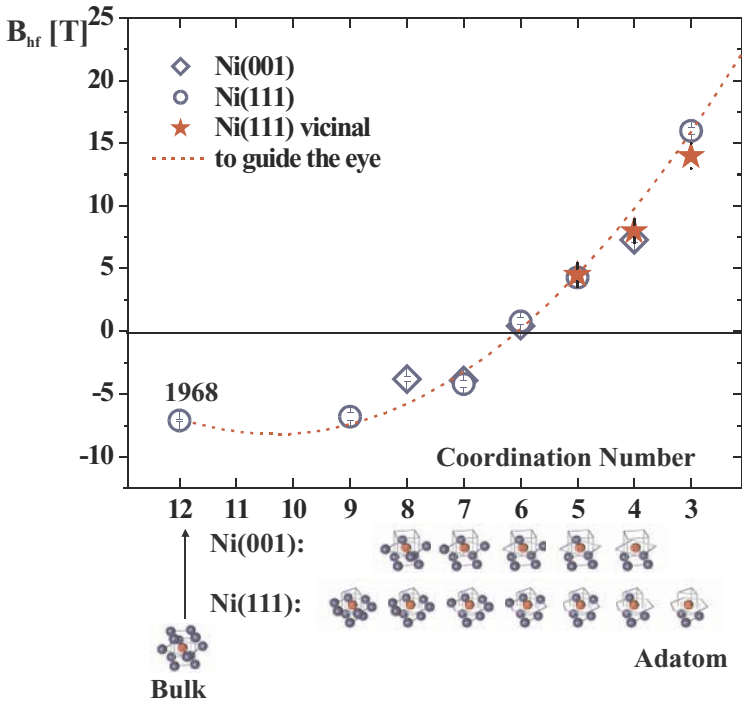 B_hf [T]
25
20
15
10
5
0
-5
-10
Ni(001)
Ni(111)
Ni(111) vicinal
to guide the eye
1968
Coordination Number
12 11 10 9 8 7 6 5 4 3
Ni(001):
Ni(111):
Adatom
Bulk